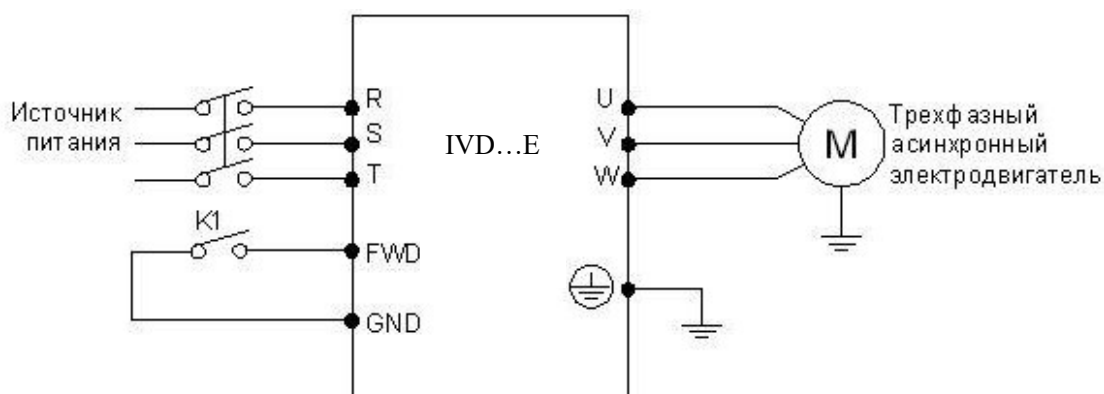 Источник
питания
R
S
T
K1
FWD
GND
IVD...E
U
V
W
M
Трехфазный
асинхронный
электродвигатель